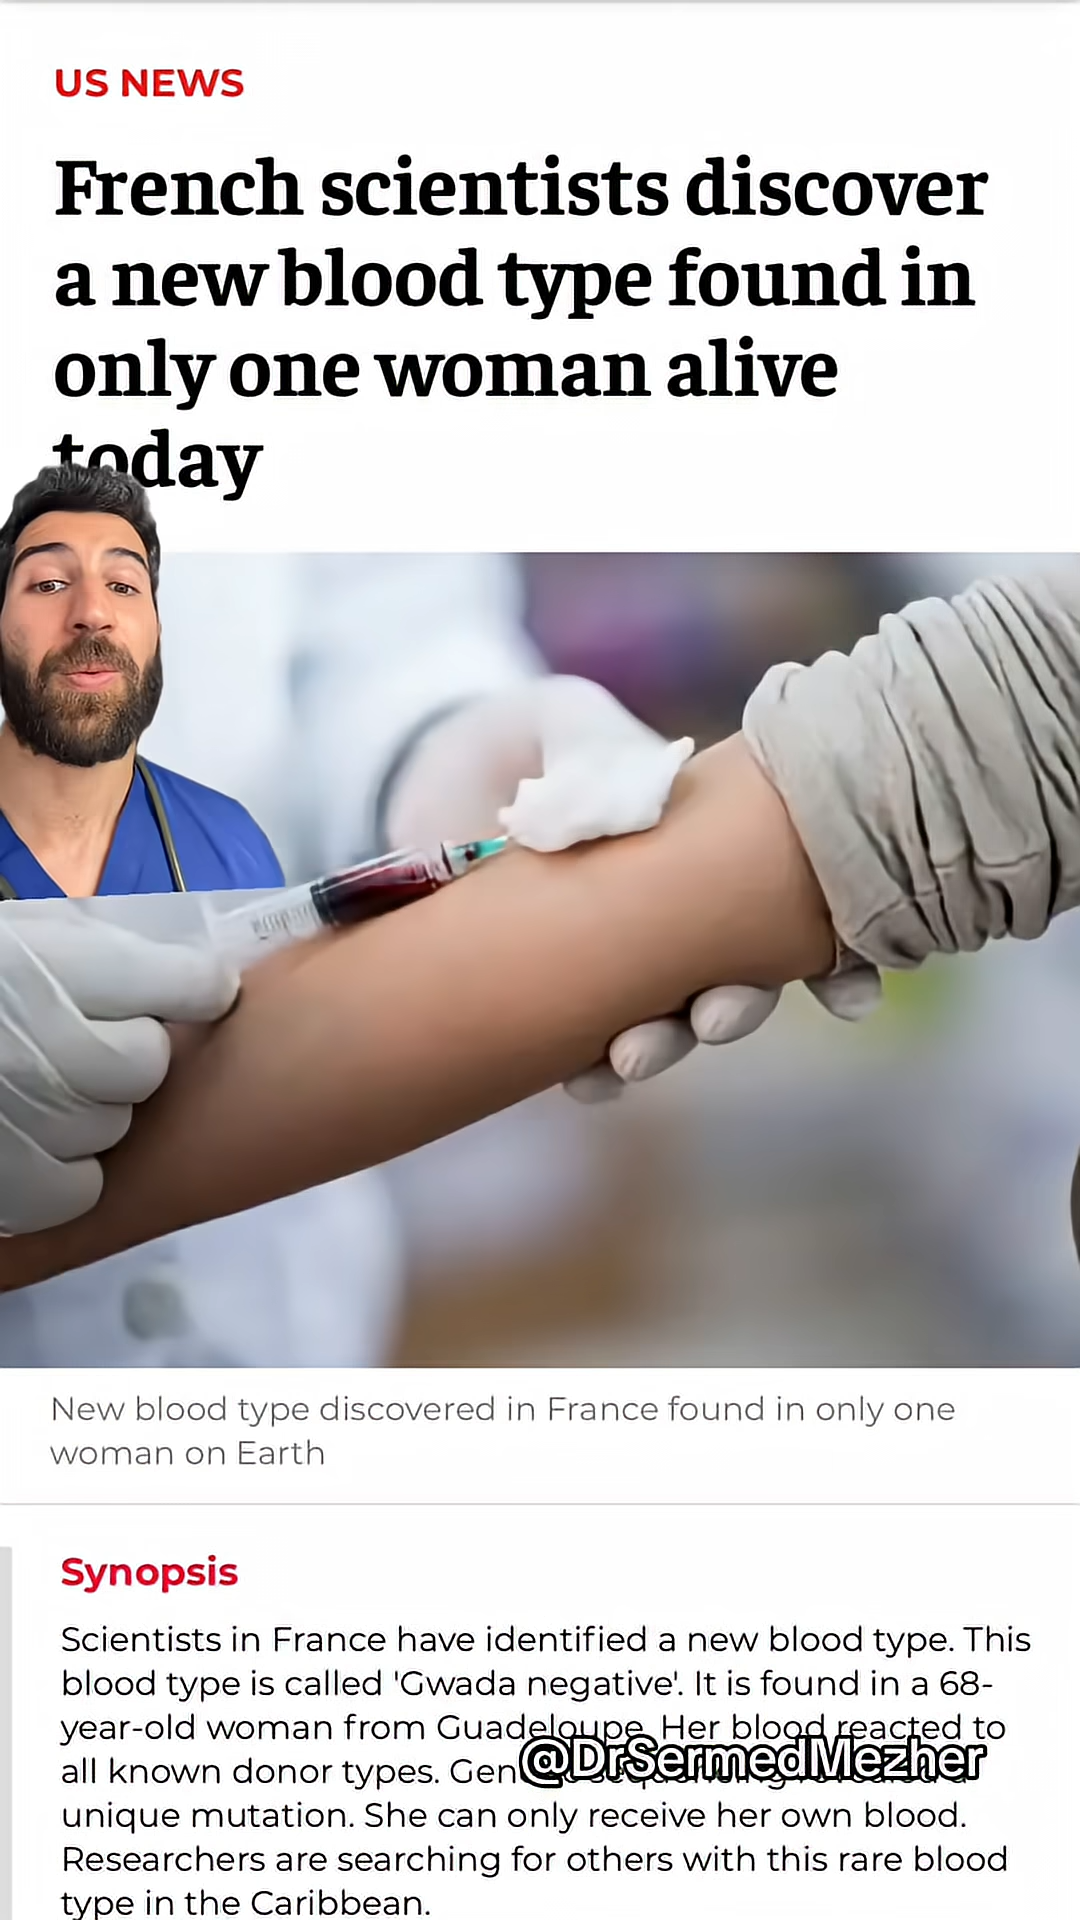 US NEWS
French scientists discover
a new blood type found in
only one woman alive
today
New blood type discovered in France found in only one
woman on Earth
Synopsis
Scientists in France have identified a new blood type. This
blood type is called 'Gwada negative'. It is found in a 68-
year-old woman from Guadeloupe. Her blood reacted to
all known donor types.
@DrSermedMezher
unique mutation. She can only receive her own blood.
Researchers are searching for others with this rare blood
type in the Caribbean.